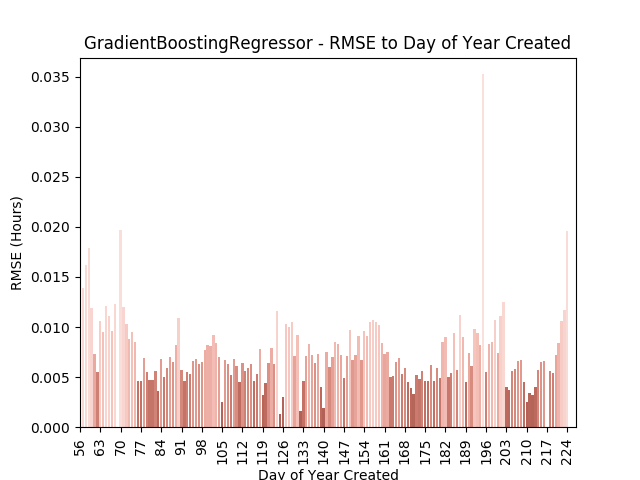 GradientBoostingRegressor - RMSE to Day of Year Created
RMSE (Hours)
0.035
0.030
0.025
0.020
0.015
0.010
0.005
0.000
56 63 70 77 84 91 98 105 112 119 126 133 140 147 154 161 168 175 182 189 196 203 210 217 224
Day of Year Created